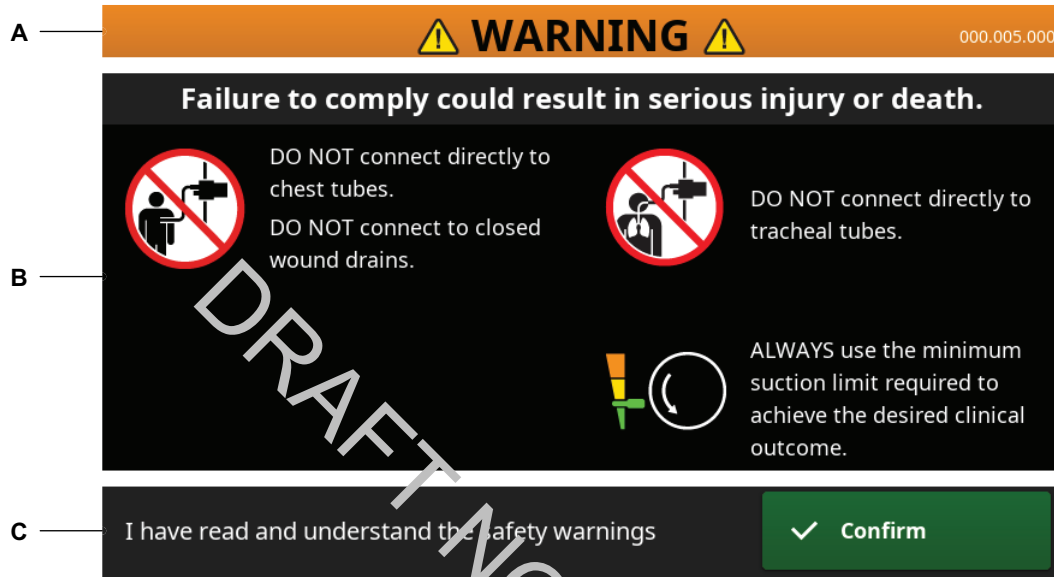 A
WARNING
000.005.000
Failure to comply could result in serious injury or death.
DO NOT connect directly to
chest tubes.
DO NOT connect to closed
wound drains.
DO NOT connect directly to
tracheal tubes.
B
ALWAYS use the minimum
suction limit required to
achieve the desired clinical
outcome.
C
I have read and understand the safety warnings
Confirm
DRAFT NO